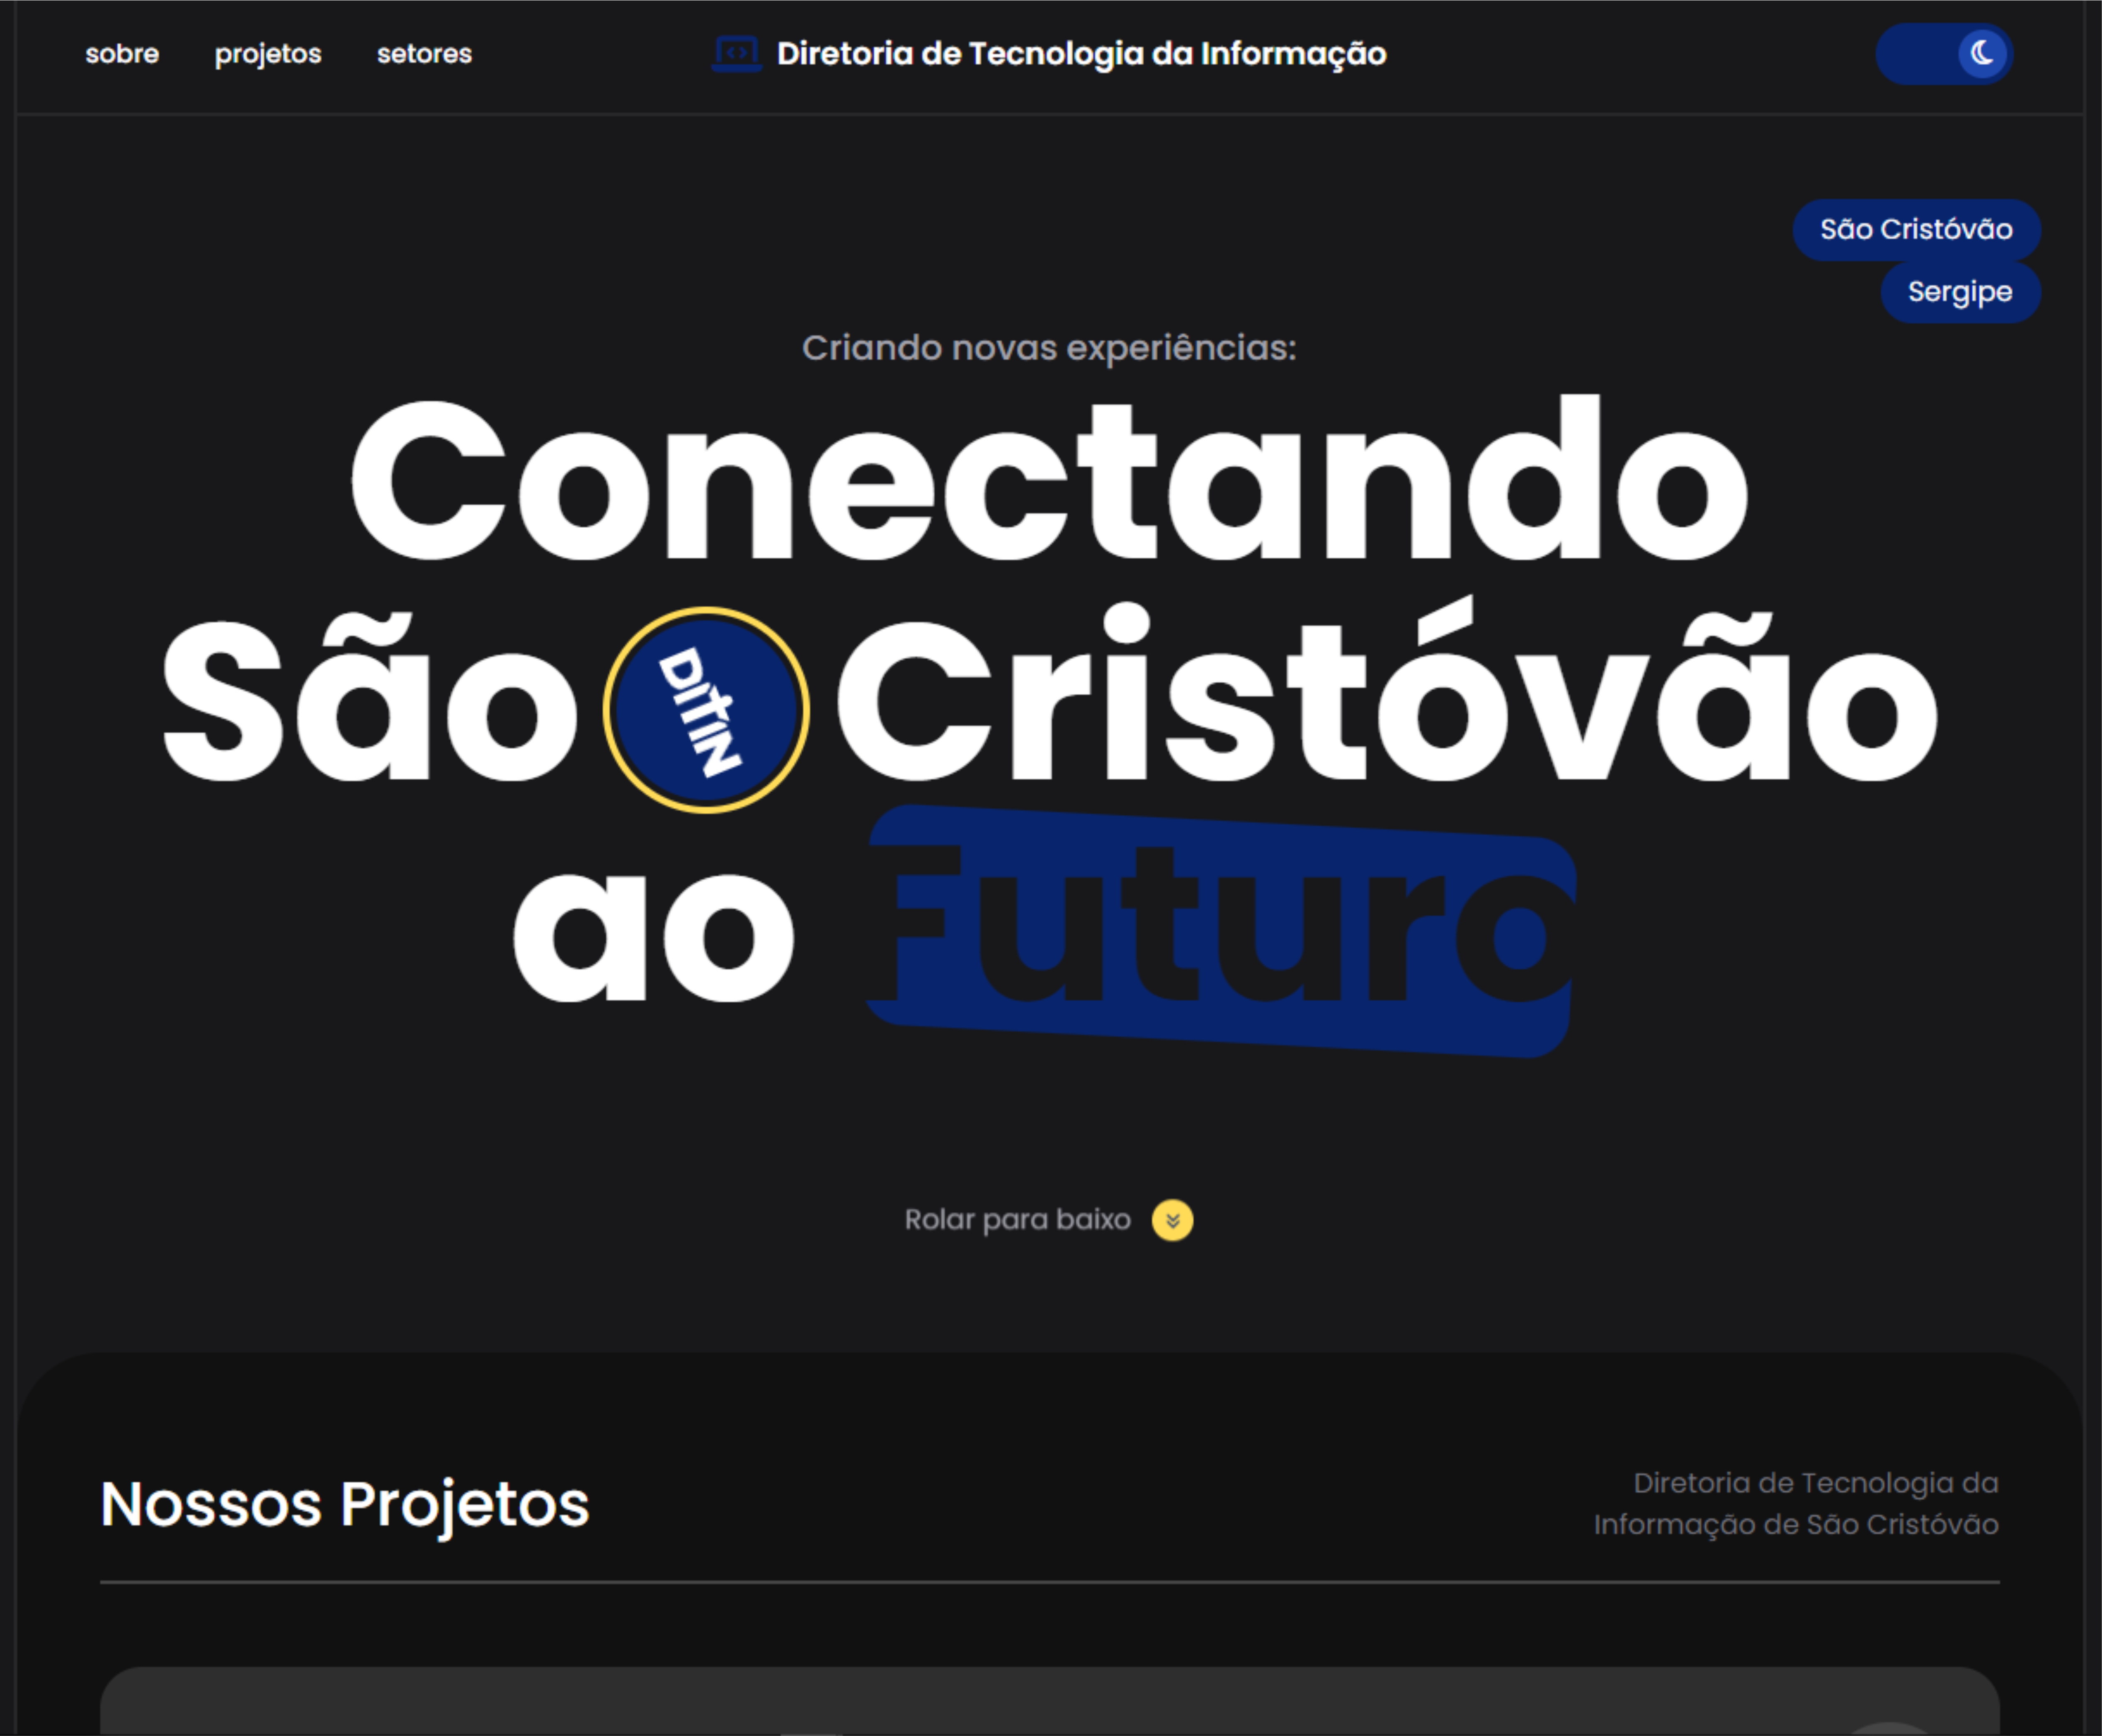 sobre projetos setores Diretoria de Tecnologia da Informação
São Cristóvão
Sergipe
Criando novas experiências:
Conectando
São DITIN Cristóvão
ao Futuro
Rolar para baixo
Nossos Projetos
Diretoria de Tecnologia da
Informação de São Cristóvão